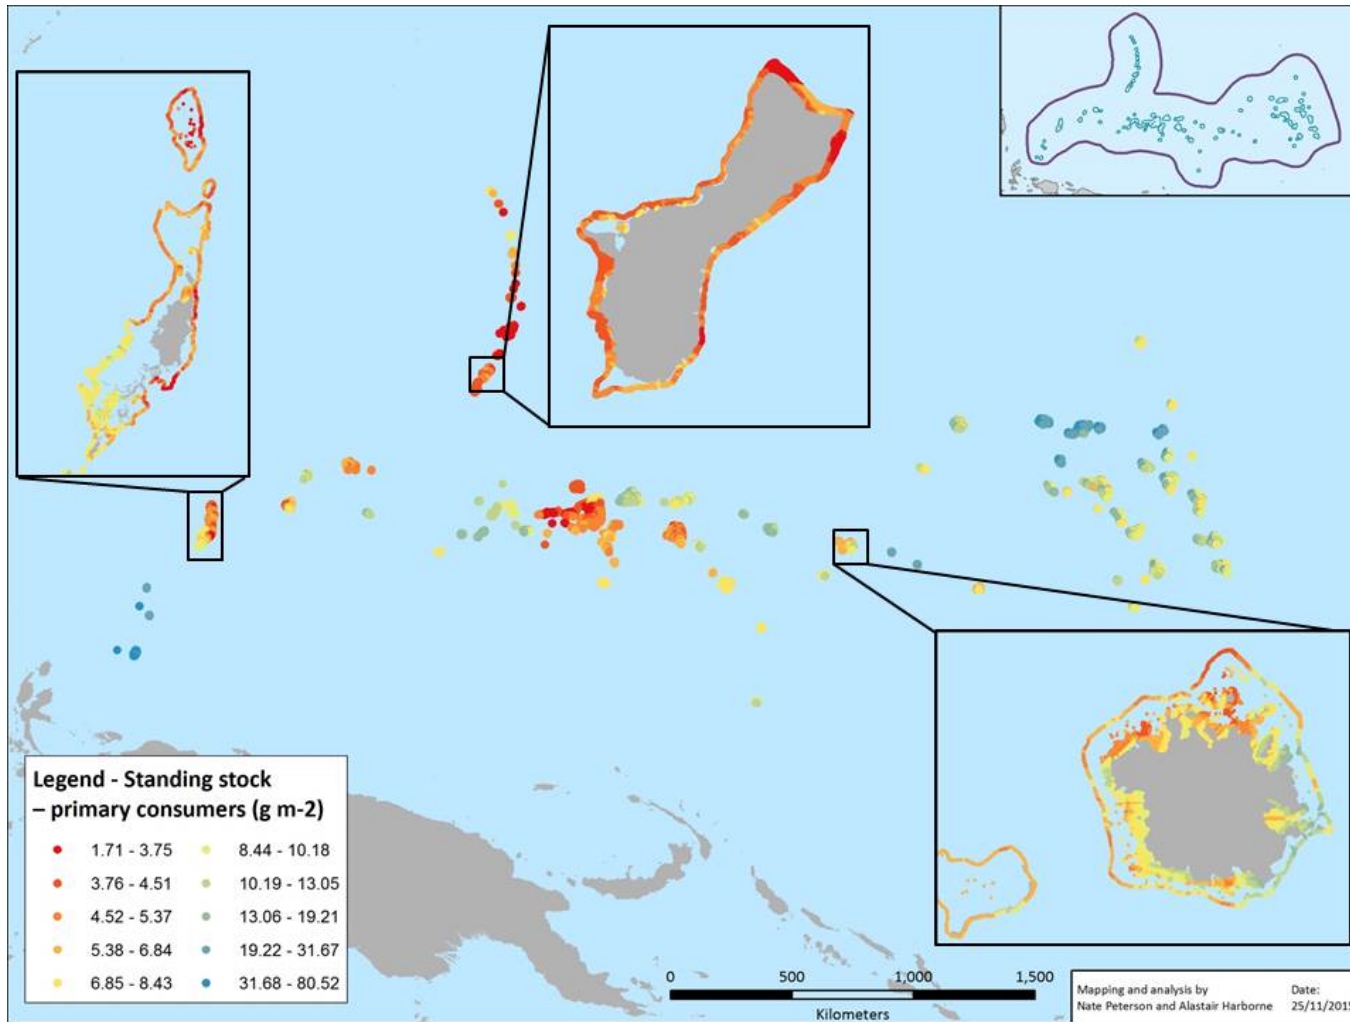 Legend - Standing stock
– primary consumers (g m-2)
1.71 - 3.75
3.76 - 4.51
4.52 - 5.37
5.38 - 6.84
6.85 - 8.43
8.44 - 10.18
10.19 - 13.05
13.06 - 19.21
19.22 - 31.67
31.68 - 80.52
0 500 1,000 1,500
Kilometers
Mapping and analysis by
Nate Peterson and Alastair Harborne
Date:
25/11/2015